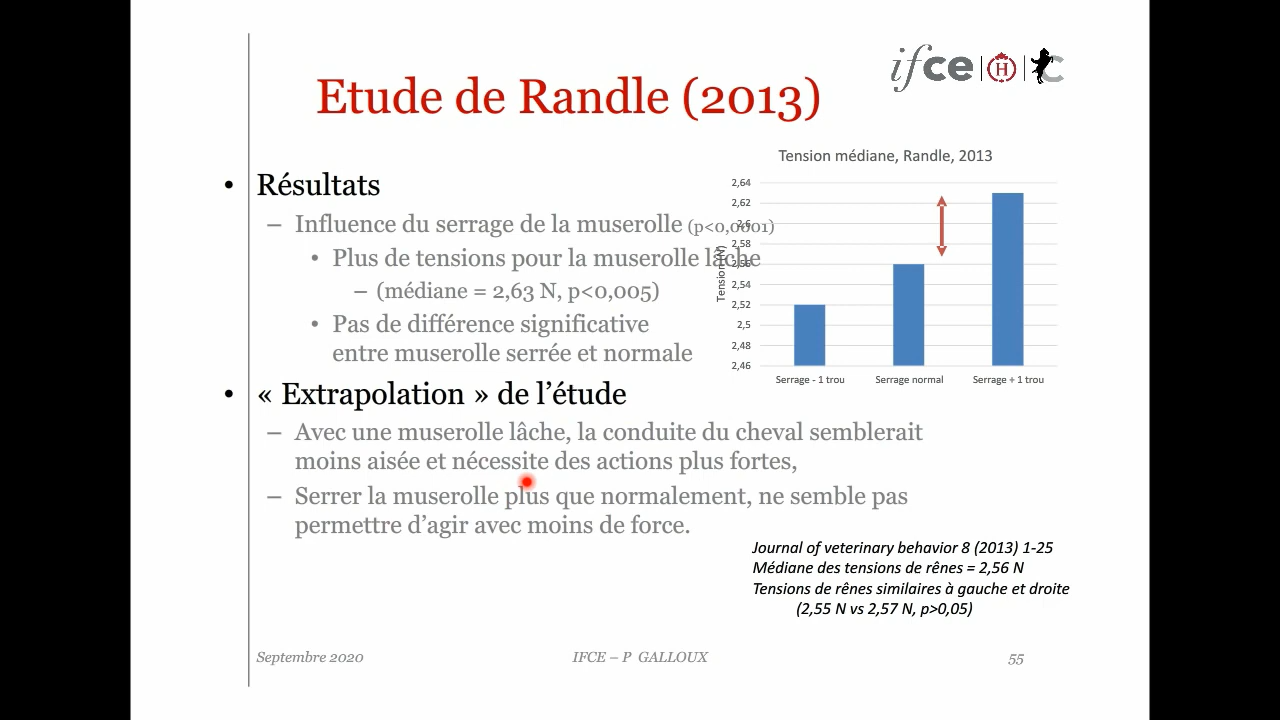 Etude de Randle (2013)
ifce
H
• Résultats
– Influence du serrage de la muserolle (p<0,0001)
• Plus de tensions pour la muserolle lâche
– (médiane = 2,63 N, p<0,005)
• Pas de différence significative
entre muserolle serrée et normale
• « Extrapolation » de l’étude
– Avec une muserolle lâche, la conduite du cheval semblerait
moins aisée et nécessite des actions plus fortes,
– Serrer la muserolle plus que normalement, ne semble pas
permettre d’agir avec moins de force.
Tension médiane, Randle, 2013
Tension (N)
2,64
2,62
2,6
2,58
2,56
2,54
2,52
2,5
2,48
2,46
Serrage - 1 trou
Serrage normal
Serrage + 1 trou
Journal of veterinary behavior 8 (2013) 1-25
Médiane des tensions de rênes = 2,56 N
Tensions de rênes similaires à gauche et droite
(2,55 N vs 2,57 N, p>0,05)
Septembre 2020
IFCE – P GALLOUX
55